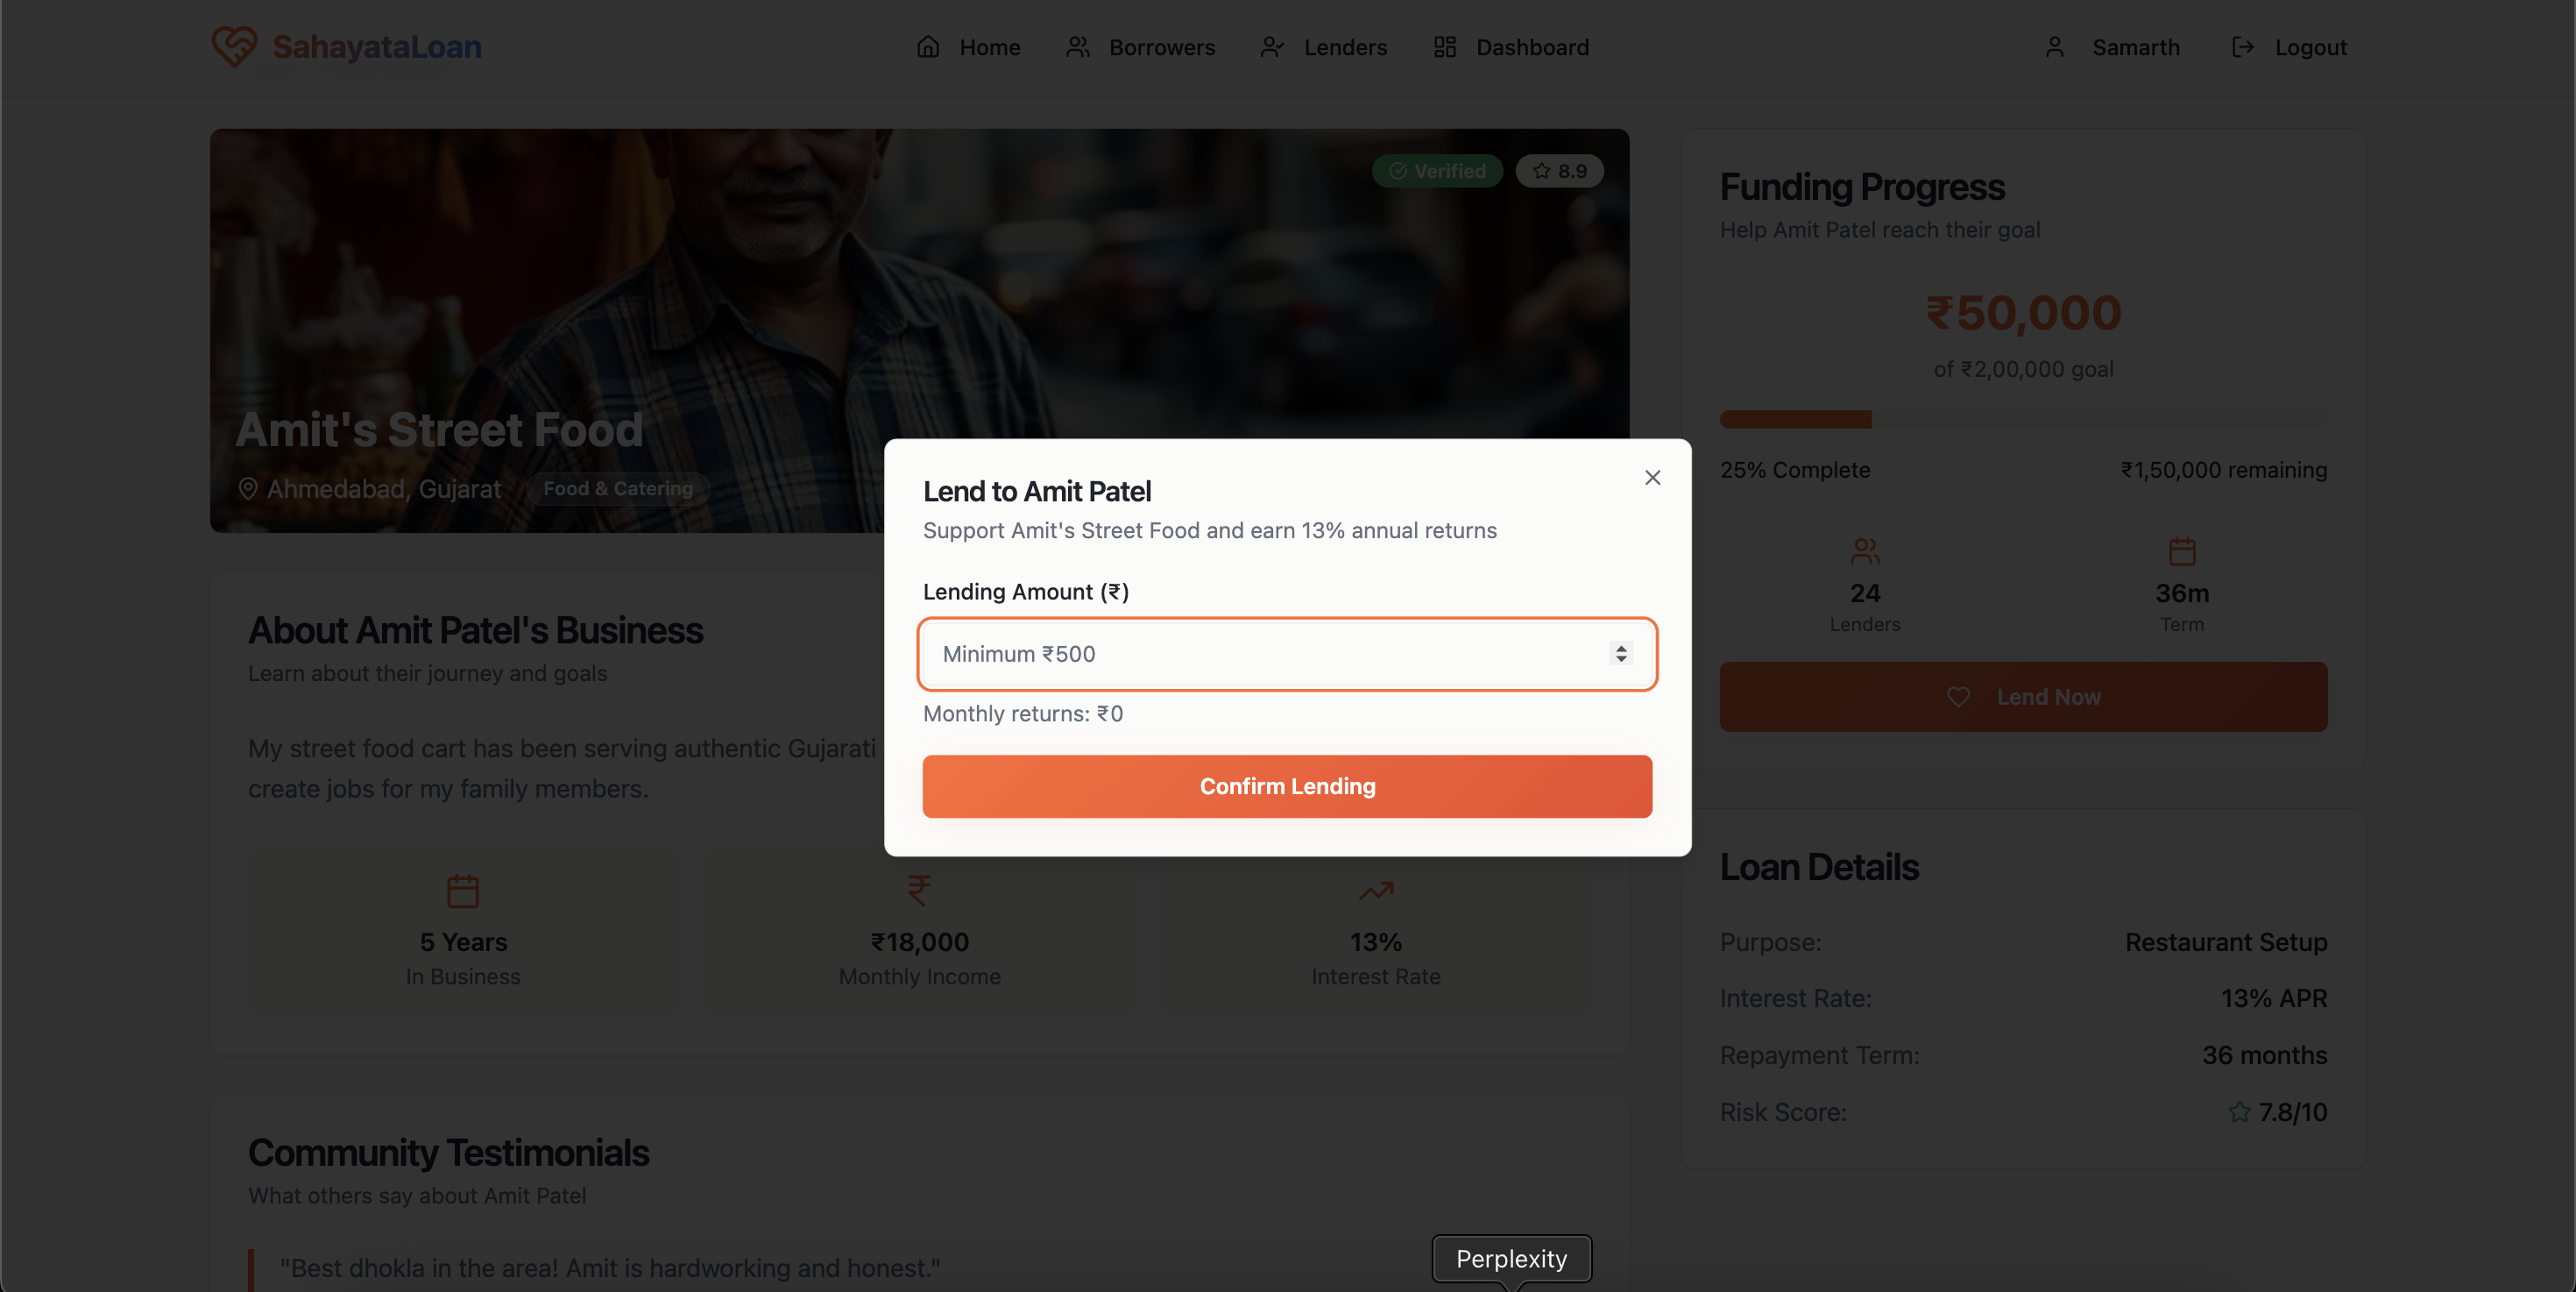 SahayataLoan
Home
Borrowers
Lenders
Dashboard
Samarth
Logout
Verified
8.9
Amit's Street Food
Ahmedabad, Gujarat
Food & Catering
Funding Progress
Help Amit Patel reach their goal
₹50,000
of ₹2,00,000 goal
25% Complete
₹1,50,000 remaining
24
Lenders
36m
Term
Lend Now
Lend to Amit Patel
Support Amit's Street Food and earn 13% annual returns
Lending Amount (₹)
Minimum ₹500
Monthly returns: ₹0
Confirm Lending
About Amit Patel's Business
Learn about their journey and goals
My street food cart has been serving authentic Gujarati
create jobs for my family members.
5 Years
In Business
₹18,000
Monthly Income
13%
Interest Rate
Loan Details
Purpose: Restaurant Setup
Interest Rate: 13% APR
Repayment Term: 36 months
Risk Score: 7.8/10
Community Testimonials
What others say about Amit Patel
"Best dhokla in the area! Amit is hardworking and honest."
Perplexity